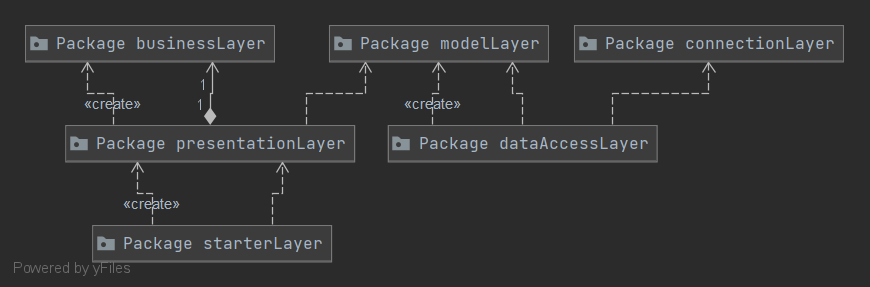 Package businessLayer
Package modelLayer
Package connectionLayer
1
«create»
1
«create»
Package presentationLayer
Package dataAccessLayer
«create»
Package starterLayer
Powered by yFiles